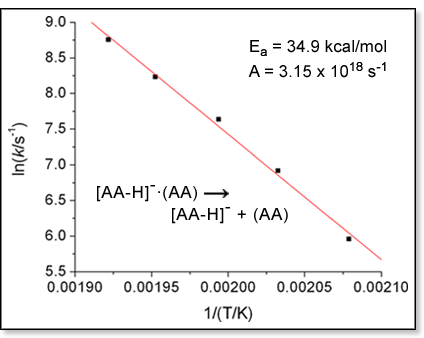 9.0
8.5
8.0
7.5
7.0
6.5
6.0
5.5
ln(k/s⁻¹)
Eₐ = 34.9 kcal/mol
A = 3.15 x 10¹⁸ s⁻¹
[AA-H]⁻·(AA) ⟶
[AA-H]⁻ + (AA)
0.00190 0.00195 0.00200 0.00205 0.00210
1/(T/K)